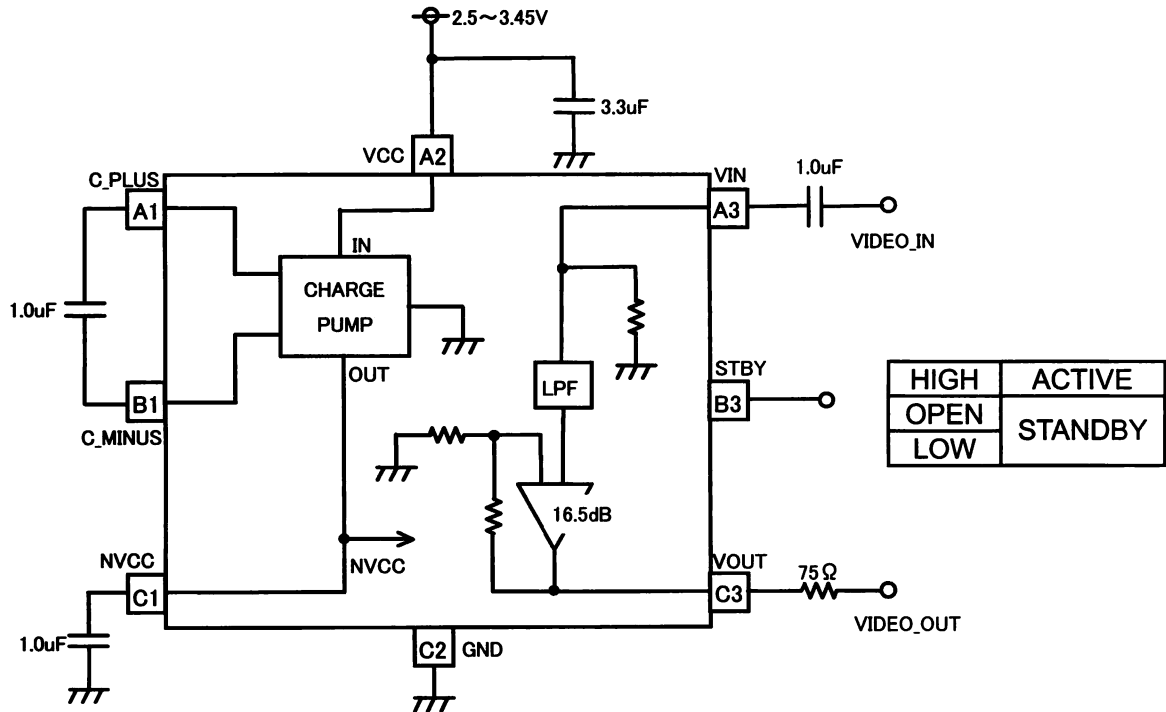 2.5～3.45V
3.3uF
VCC
A2
C_PLUS
A1
VIN
A3
1.0uF
VIDEO_IN
IN
CHARGE
PUMP
OUT
1.0uF
LPF
STBY
B3
B1
C_MINUS
HIGH ACTIVE
OPEN STANDBY
LOW
16.5dB
NVCC
NVCC
C1
1.0uF
VOUT
C3
75Ω
VIDEO_OUT
C2
GND